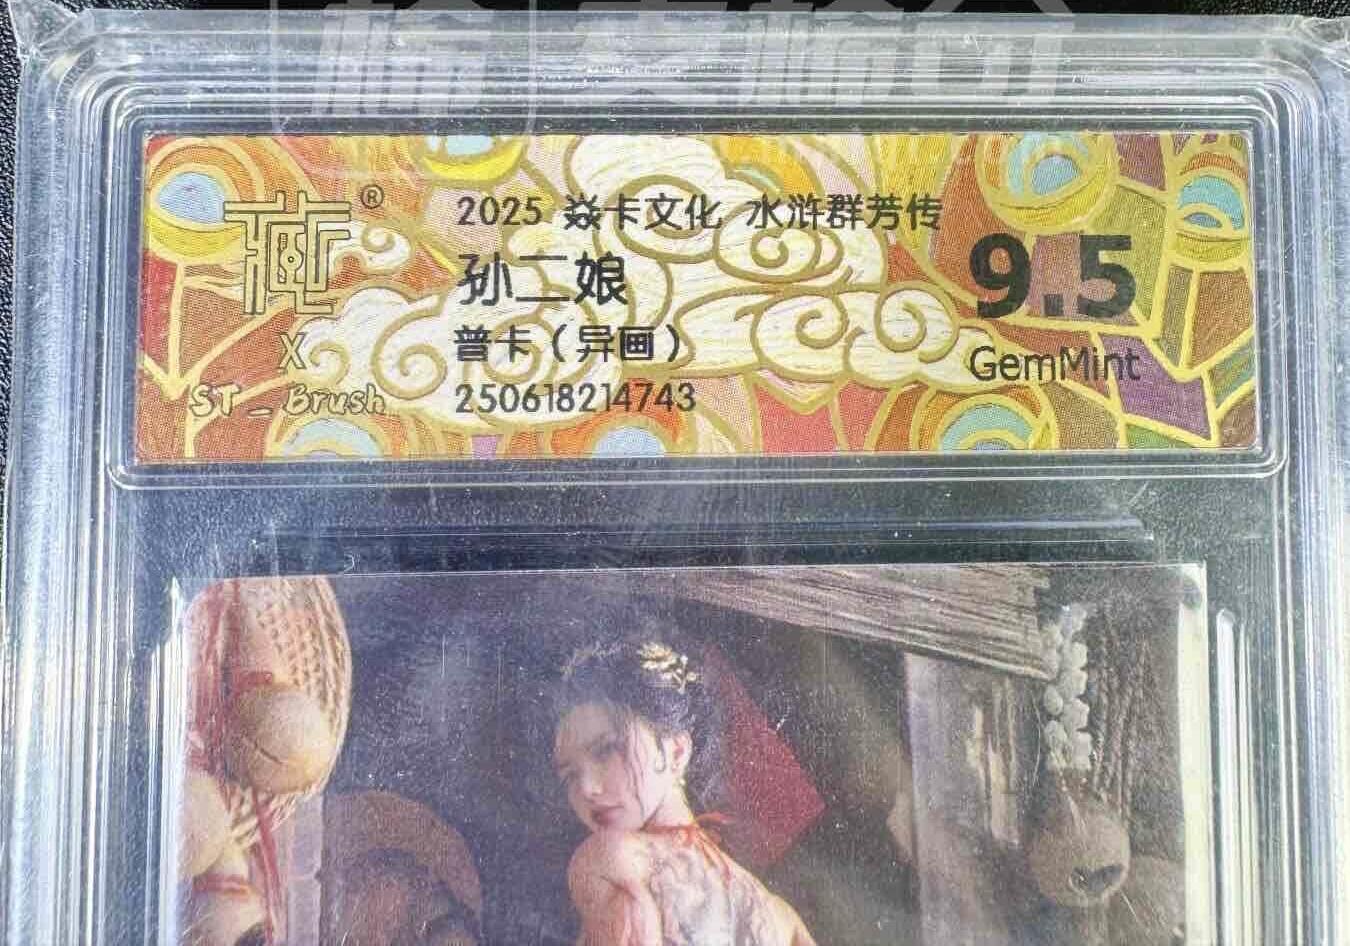 藏®
x
ST_Brush
2025 焱卡文化 水浒群芳传
孙二娘
普卡（异画）
250618214743
9.5
GemMint